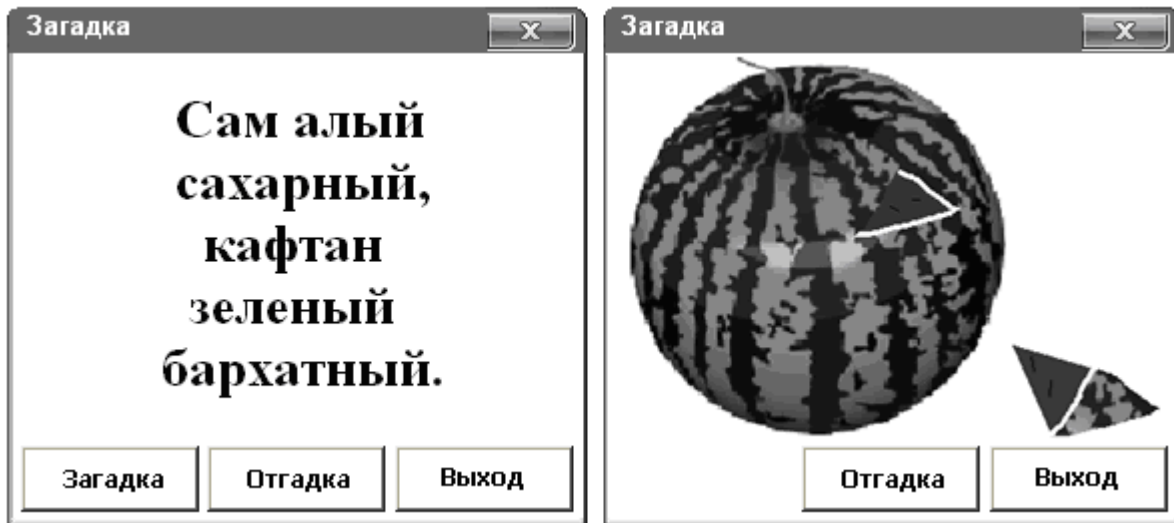 Загадка
Сам алый
сахарный,
кафтан
зеленый
бархатный.
Загадка
Отгадка
Выход
Загадка
Отгадка
Выход